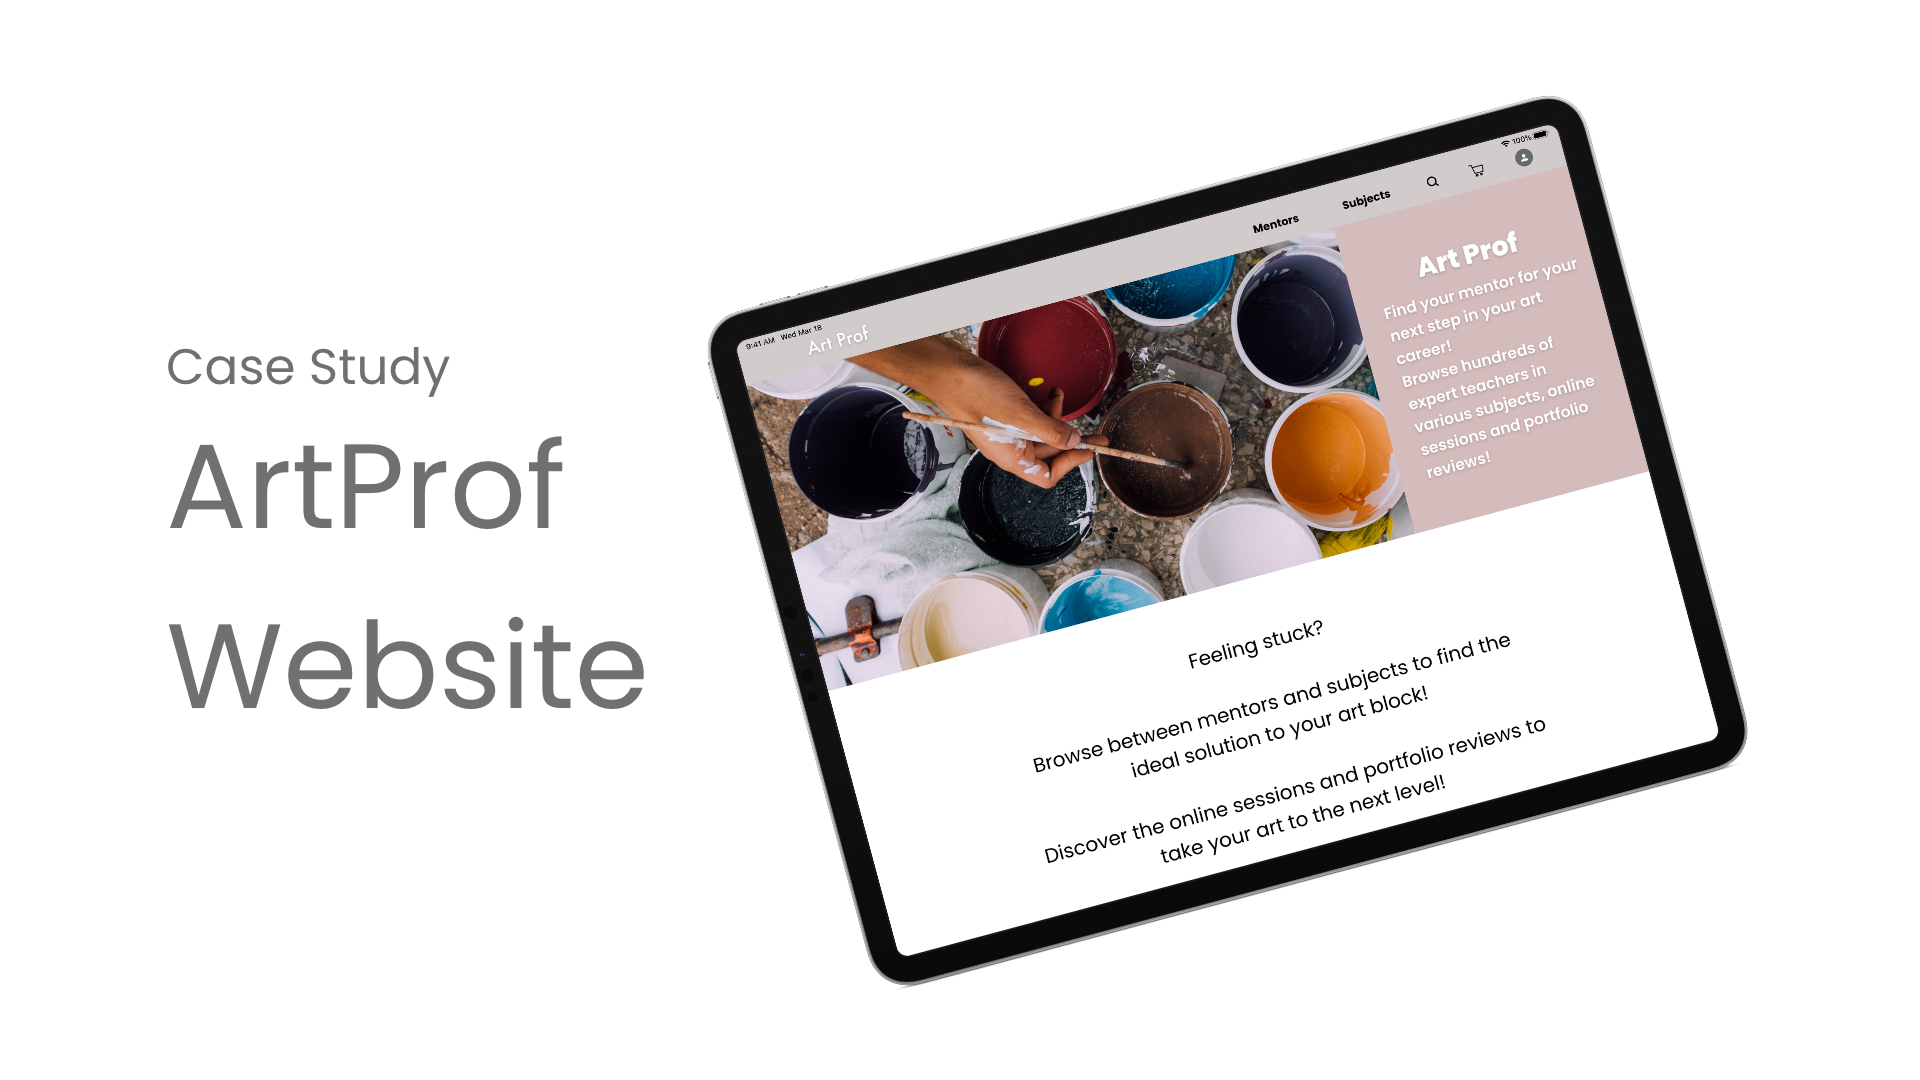 Case Study
ArtProf
Website
9:41 AM Wed Mar 18
100%
Art Prof
Mentors
Subjects
Art Prof
Find your mentor for your
next step in your art
career!
Browse hundreds of
expert teachers in
various subjects, online
sessions and portfolio
reviews!
Feeling stuck?
Browse between mentors and subjects to find the
ideal solution to your art block!
Discover the online sessions and portfolio reviews to
take your art to the next level!